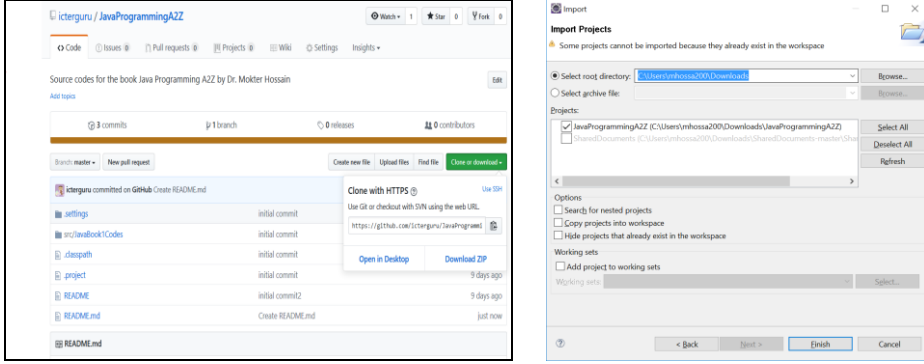 icterguru / JavaProgrammingA2Z
Watch 1 Star 0 Fork 0
Code Issues 0 Pull requests 0 Projects 0 Wiki Settings Insights
Source codes for the book Java Programming A2Z by Dr. Mokter Hossain Edit
Add topics
3 commits 1 branch 0 releases 0 contributors
Branch: master New pull request Create new file Upload files Find file Clone or download
icterguru committed on GitHub Create README.md
Clone with HTTPS Use SSH
Use Git or checkout with SVN using the web URL.
https://github.com/icterguru/JavaProgrammi
Open in Desktop Download ZIP
.settings initial commit
src/JavaBook1Codes initial commit
.classpath initial commit
.project initial commit 9 days ago
README initial commit2 9 days ago
README.md Create README.md just now
README.md
Import
Import Projects
Some projects cannot be imported because they already exist in the workspace
Select root directory: C:\Users\mhossa200\Downloads Browse...
Select archive file: Browse...
Projects:
JavaProgrammingA2Z (C:\Users\mhossa200\Downloads\JavaProgrammingA2Z) Select All
SharedDocuments (C:\Users\mhossa200\Downloads\SharedDocuments-master\Shar
Deselect All
Refresh
Options
Search for nested projects
Copy projects into workspace
Hide projects that already exist in the workspace
Working sets
Add project to working sets
Working sets: Select...
< Back Next > Finish Cancel